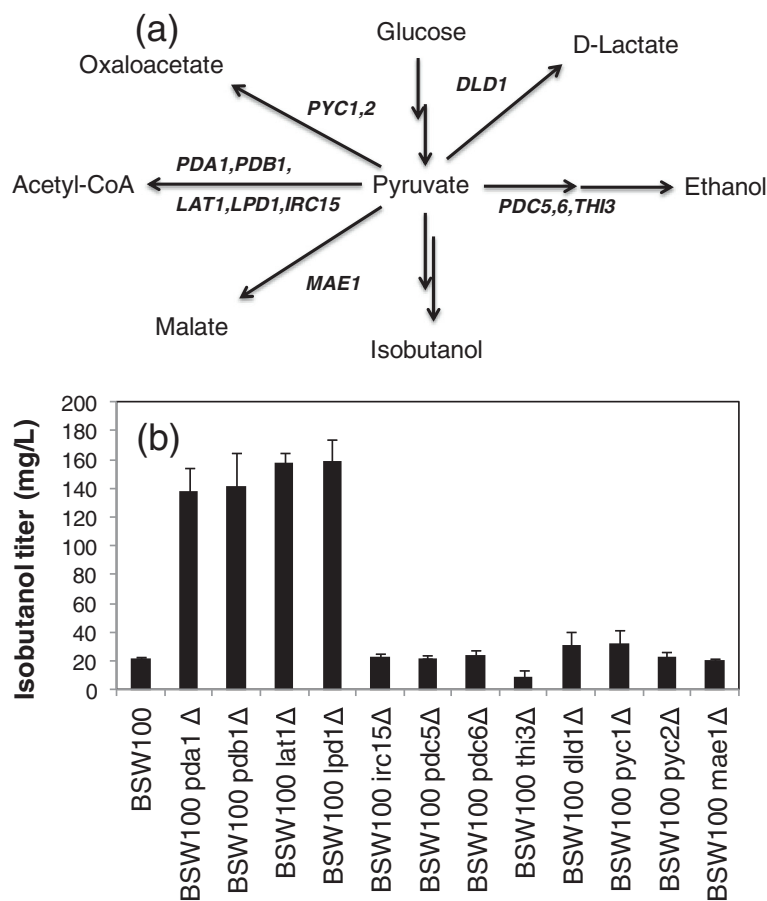 (a)
Glucose
D-Lactate
Oxaloacetate
DLD1
PYC1,2
PDA1,PDB1,
Acetyl-CoA
Pyruvate
Ethanol
LAT1,LPD1,IRC15
PDC5,6,THI3
MAE1
Malate
Isobutanol
(b)
Isobutanol titer (mg/L)
200
180
160
140
120
100
80
60
40
20
0
BSW100
BSW100 pda1 Δ
BSW100 pdb1Δ
BSW100 lat1Δ
BSW100 lpd1Δ
BSW100 irc15Δ
BSW100 pdc5Δ
BSW100 pdc6Δ
BSW100 thi3Δ
BSW100 dld1Δ
BSW100 pyc1Δ
BSW100 pyc2Δ
BSW100 mae1Δ